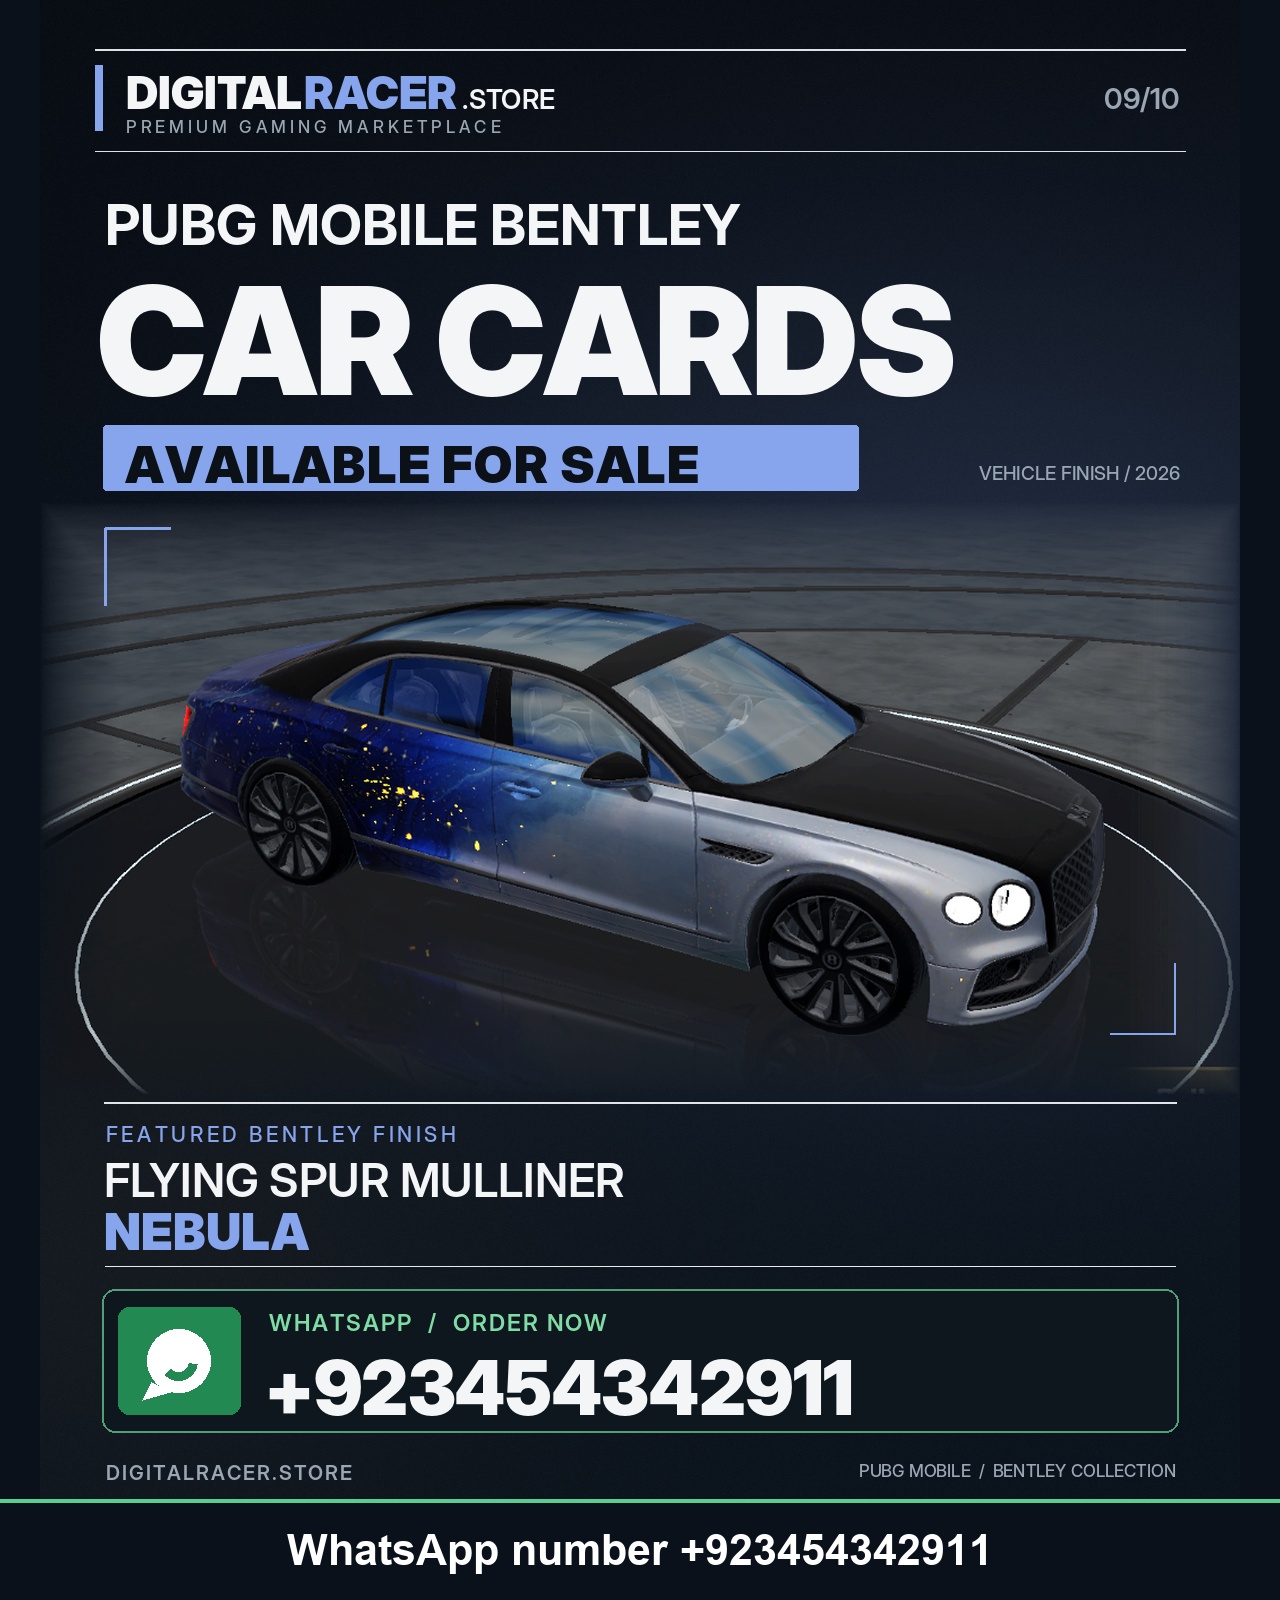 DIGITALRACER.STORE
PREMIUM GAMING MARKETPLACE
09/10
PUBG MOBILE BENTLEY
CAR CARDS
AVAILABLE FOR SALE
VEHICLE FINISH / 2026
FEATURED BENTLEY FINISH
FLYING SPUR MULLINER
NEBULA
WHATSAPP / ORDER NOW
+923454342911
DIGITALRACER.STORE
PUBG MOBILE / BENTLEY COLLECTION
WhatsApp number +923454342911